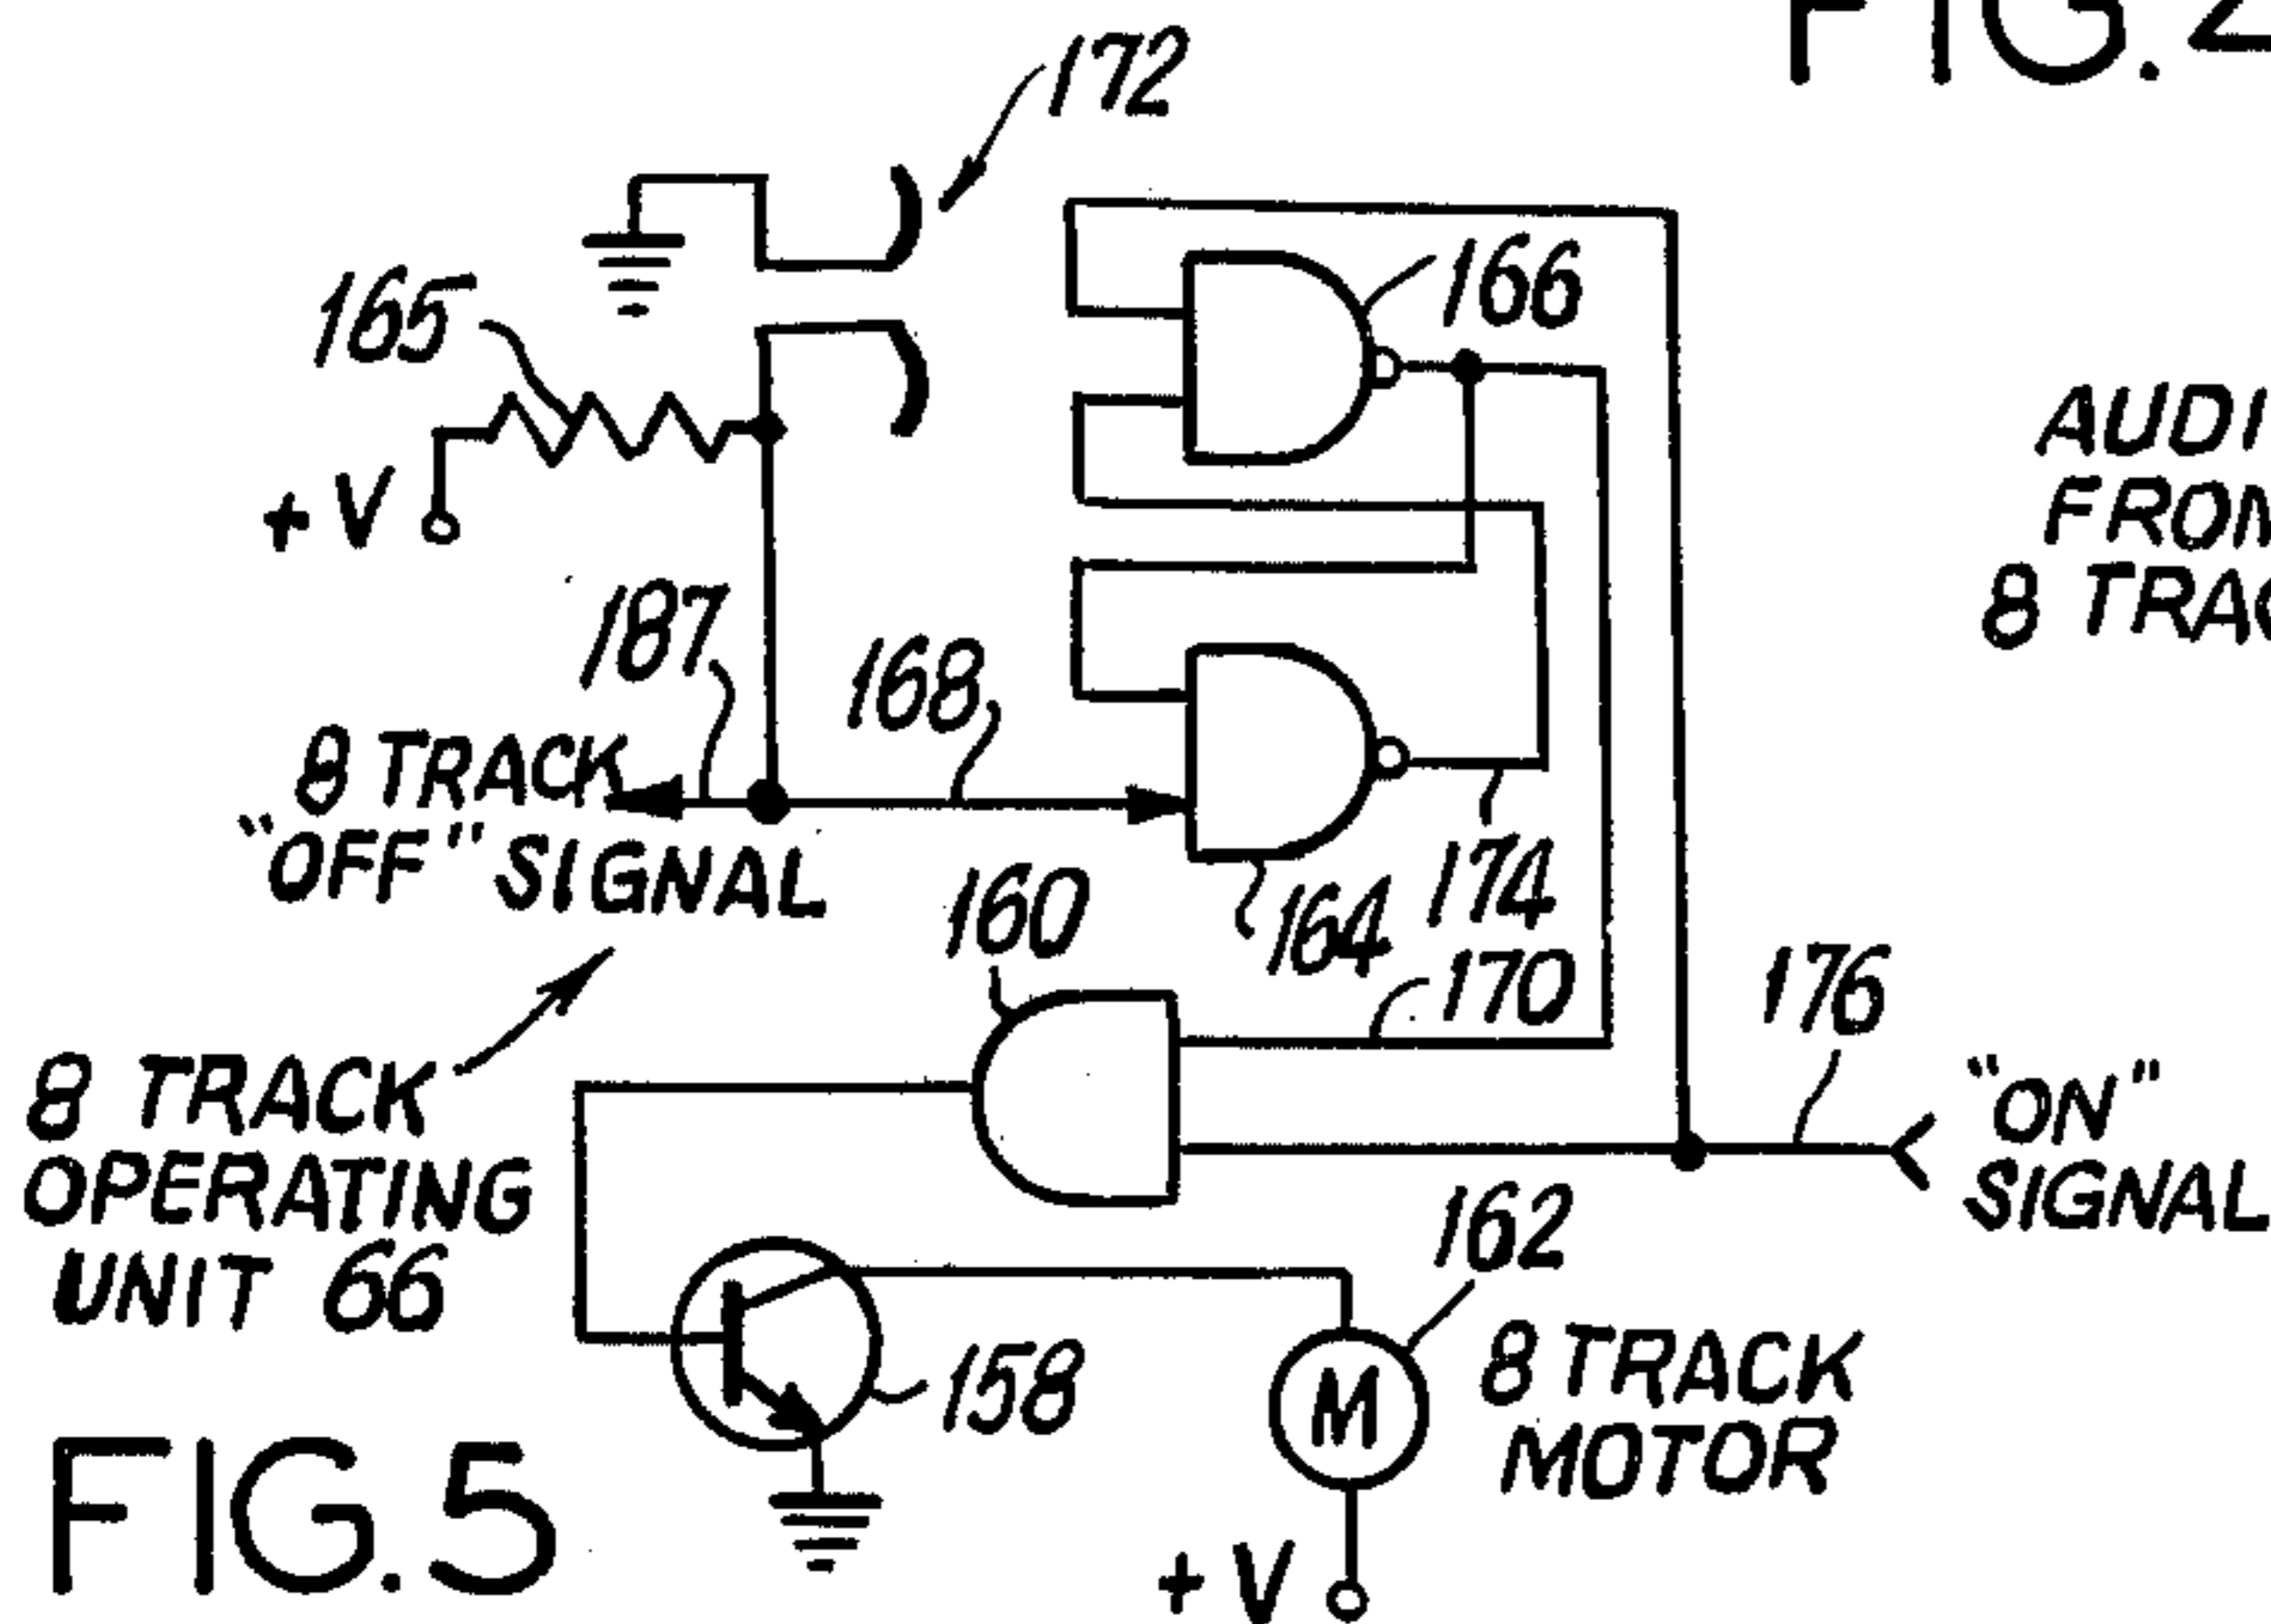 172
166
165
+V
187
168
8 TRACK
"OFF" SIGNAL
160
164
174
170
176
"ON"
SIGNAL
8 TRACK
OPERATING
UNIT 66
162
158
M
8 TRACK
MOTOR
+V
FIG.5
FIG.
AUDI
FROM
8 TRAC